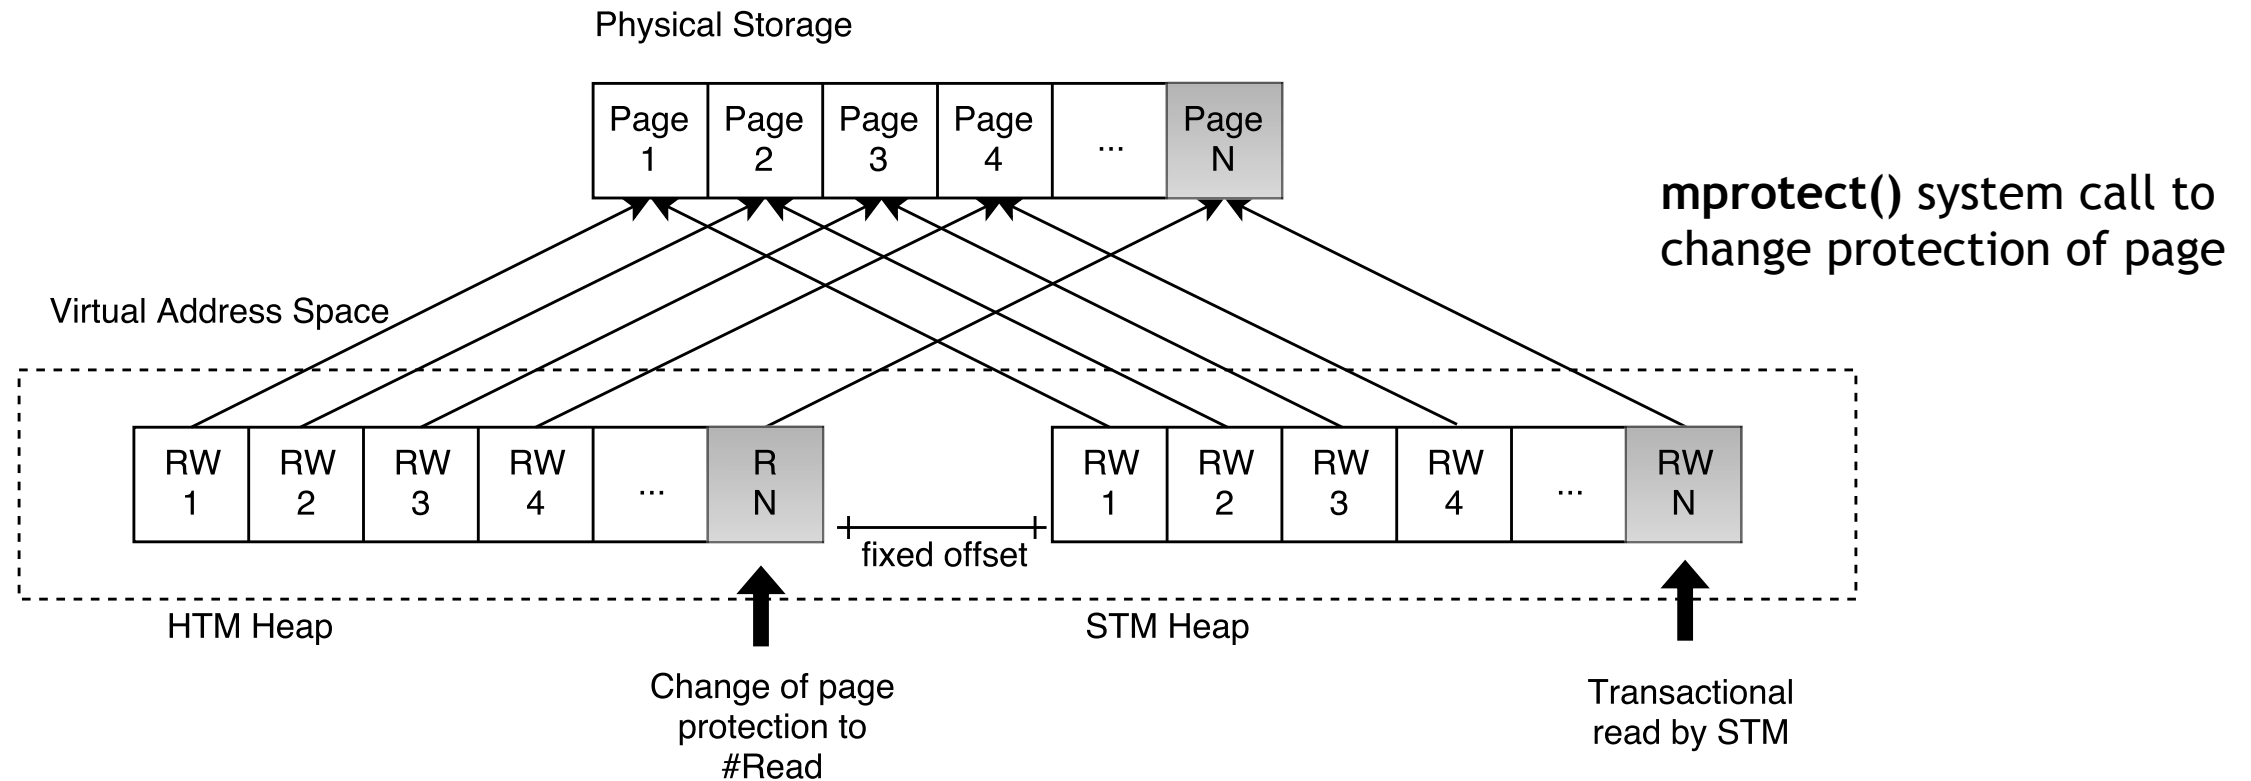 Physical Storage
Page Page Page Page Page
1 2 3 4 ... N
mprotect() system call to
change protection of page
Virtual Address Space
RW RW RW RW R
1 2 3 4 ... N
RW RW RW RW RW
1 2 3 4 ... N
fixed offset
HTM Heap
STM Heap
Change of page
protection to
#Read
Transactional
read by STM